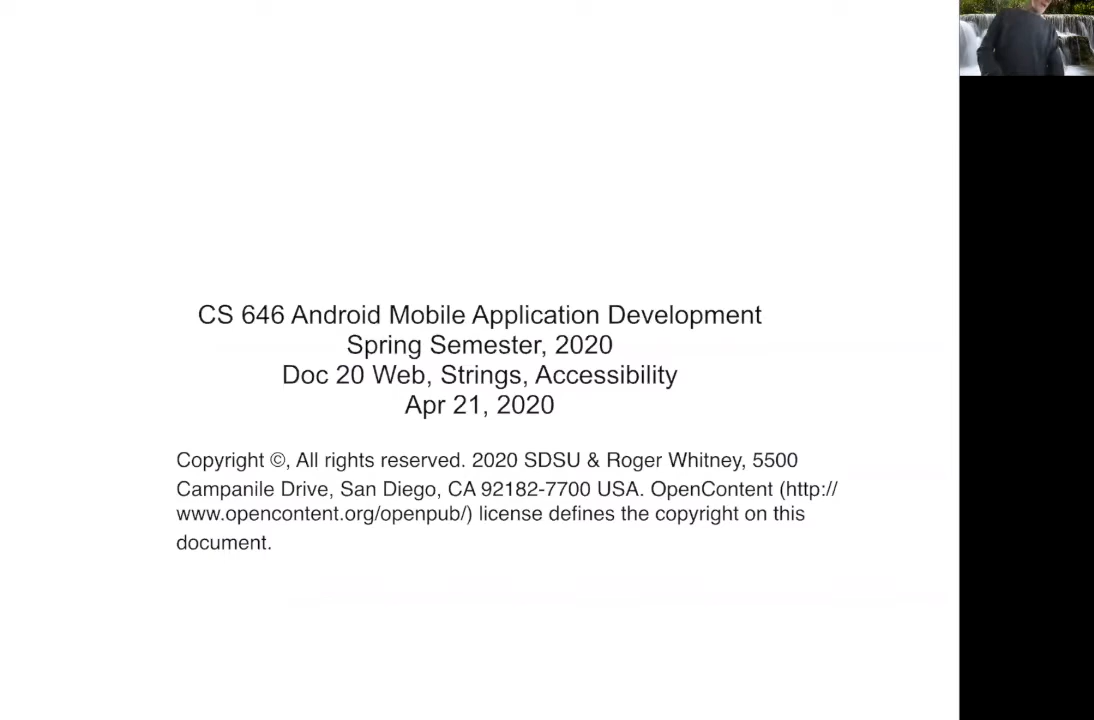 CS 646 Android Mobile Application Development
Spring Semester, 2020
Doc 20 Web, Strings, Accessibility
Apr 21, 2020
Copyright ©, All rights reserved. 2020 SDSU & Roger Whitney, 5500
Campanile Drive, San Diego, CA 92182-7700 USA. OpenContent (http://
www.opencontent.org/openpub/) license defines the copyright on this
document.